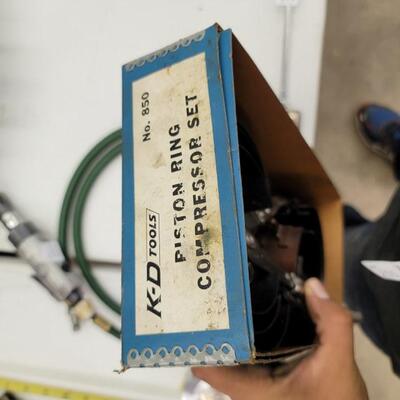 K-D TOOLS
No. 850
PISTON RING
COMPRESSOR SET